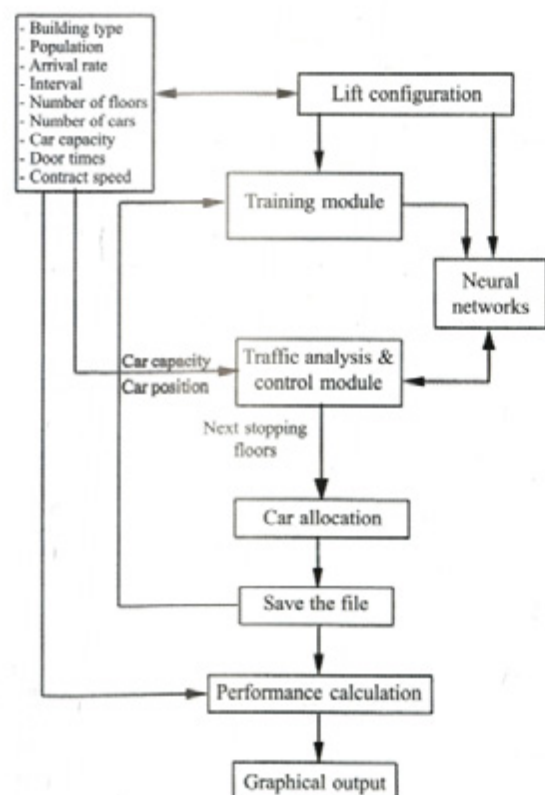 - Building type
- Population
- Arrival rate
- Interval
- Number of floors
- Number of cars
- Car capacity
- Door times
- Contract speed
Lift configuration
Training module
Neural
networks
Car capacity
Car position
Traffic analysis &
control module
Next stopping
floors
Car allocation
Save the file
Performance calculation
Graphical output